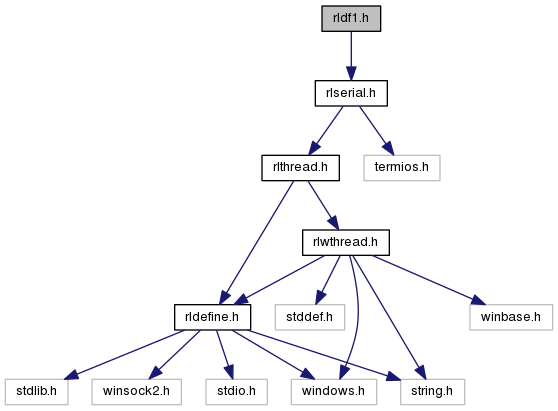 rldf1.h
rlserial.h
rlthread.h
termios.h
rlwthread.h
rldefine.h
stddef.h
winbase.h
stdlib.h
winsock2.h
stdio.h
windows.h
string.h